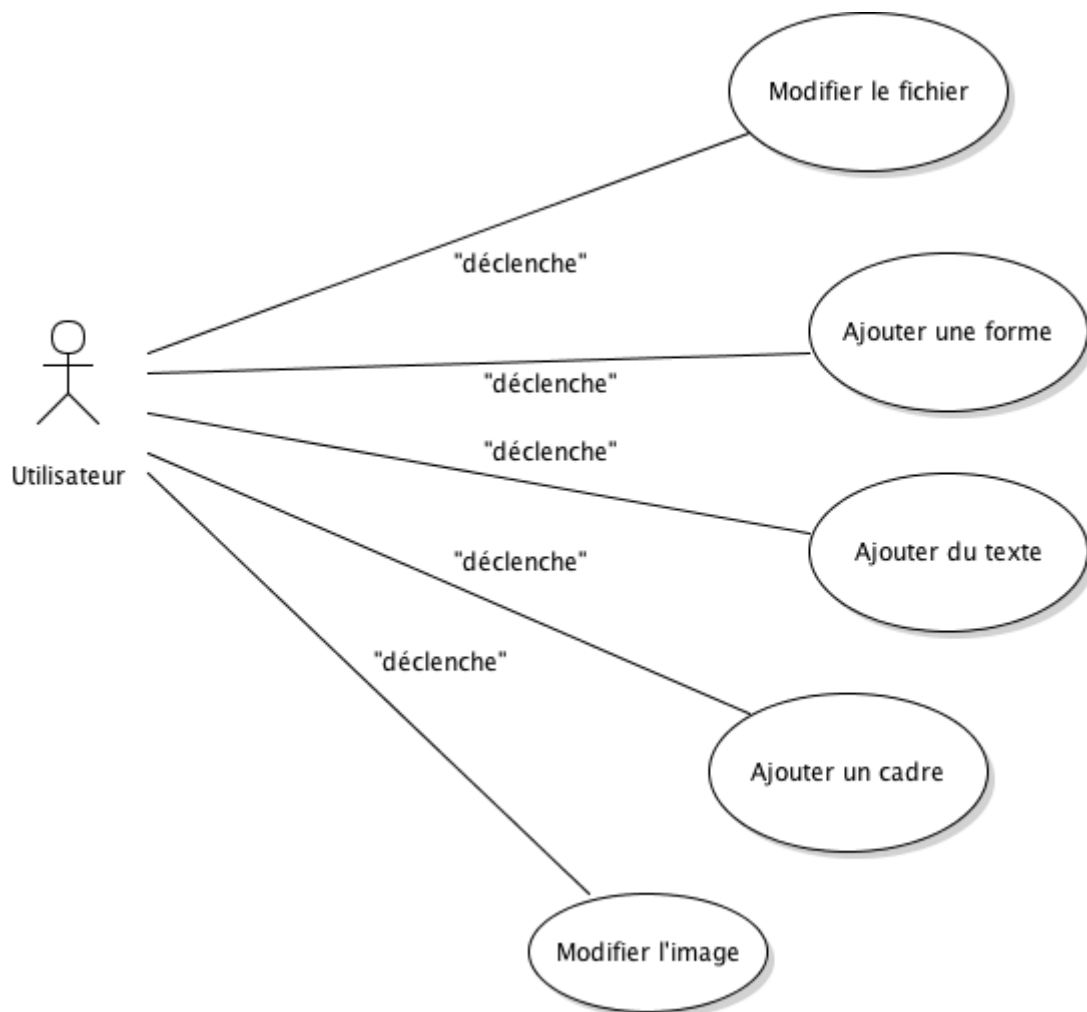 Modifier le fichier
"déclenche"
Ajouter une forme
"déclenche"
"déclenche"
Utilisateur
Ajouter du texte
"déclenche"
"déclenche"
Ajouter un cadre
Modifier l'image